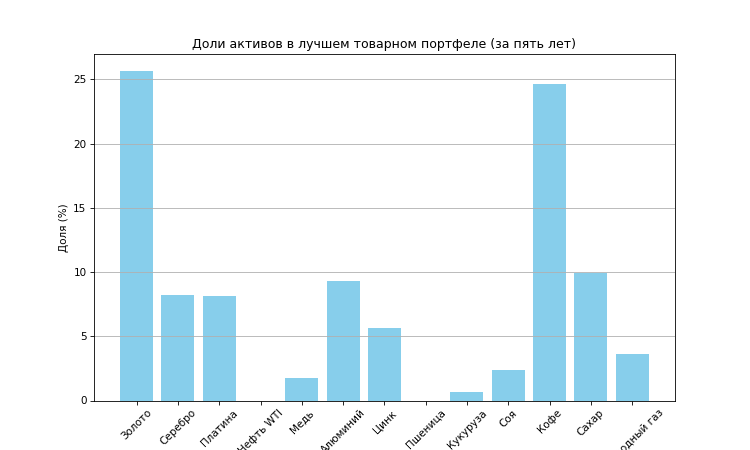 Доли активов в лучшем товарном портфеле (за пять лет)
Доля (%)
25
20
15
10
5
0
Золото
Серебро
Платина
Нефть WTI
Медь
Алюминий
Цинк
Пшеница
Кукуруза
Соя
Кофе
Сахар
газ